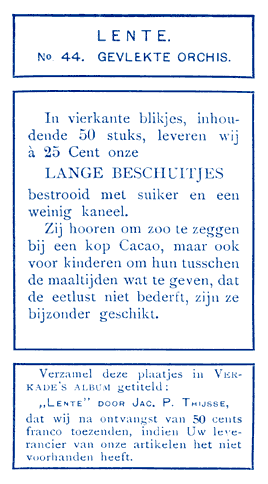 LENTE.
No 44. GEVLEKTE ORCHIS.
In vierkante blikjes, inhou-
dende 50 stuks, leveren wij
à 25 Cent onze
LANGE BESCHUITJES
bestrooid met suiker en een
weinig kaneel.
Zij hooren om zoo te zeggen
bij een kop Cacao, maar ook
voor kinderen om hun tusschen
de maaltijden wat te geven, dat
de eetlust niet bederft, zijn ze
bijzonder geschikt.
Verzamel deze plaatjes in VER-
KADE'S ALBUM getiteld:
„LENTE" DOOR JAC. P. THIJSSE,
dat wij na ontvangst van 50 cents
franco toezenden, indien Uw leve-
rancier van onze artikelen het niet
voorhanden heeft.